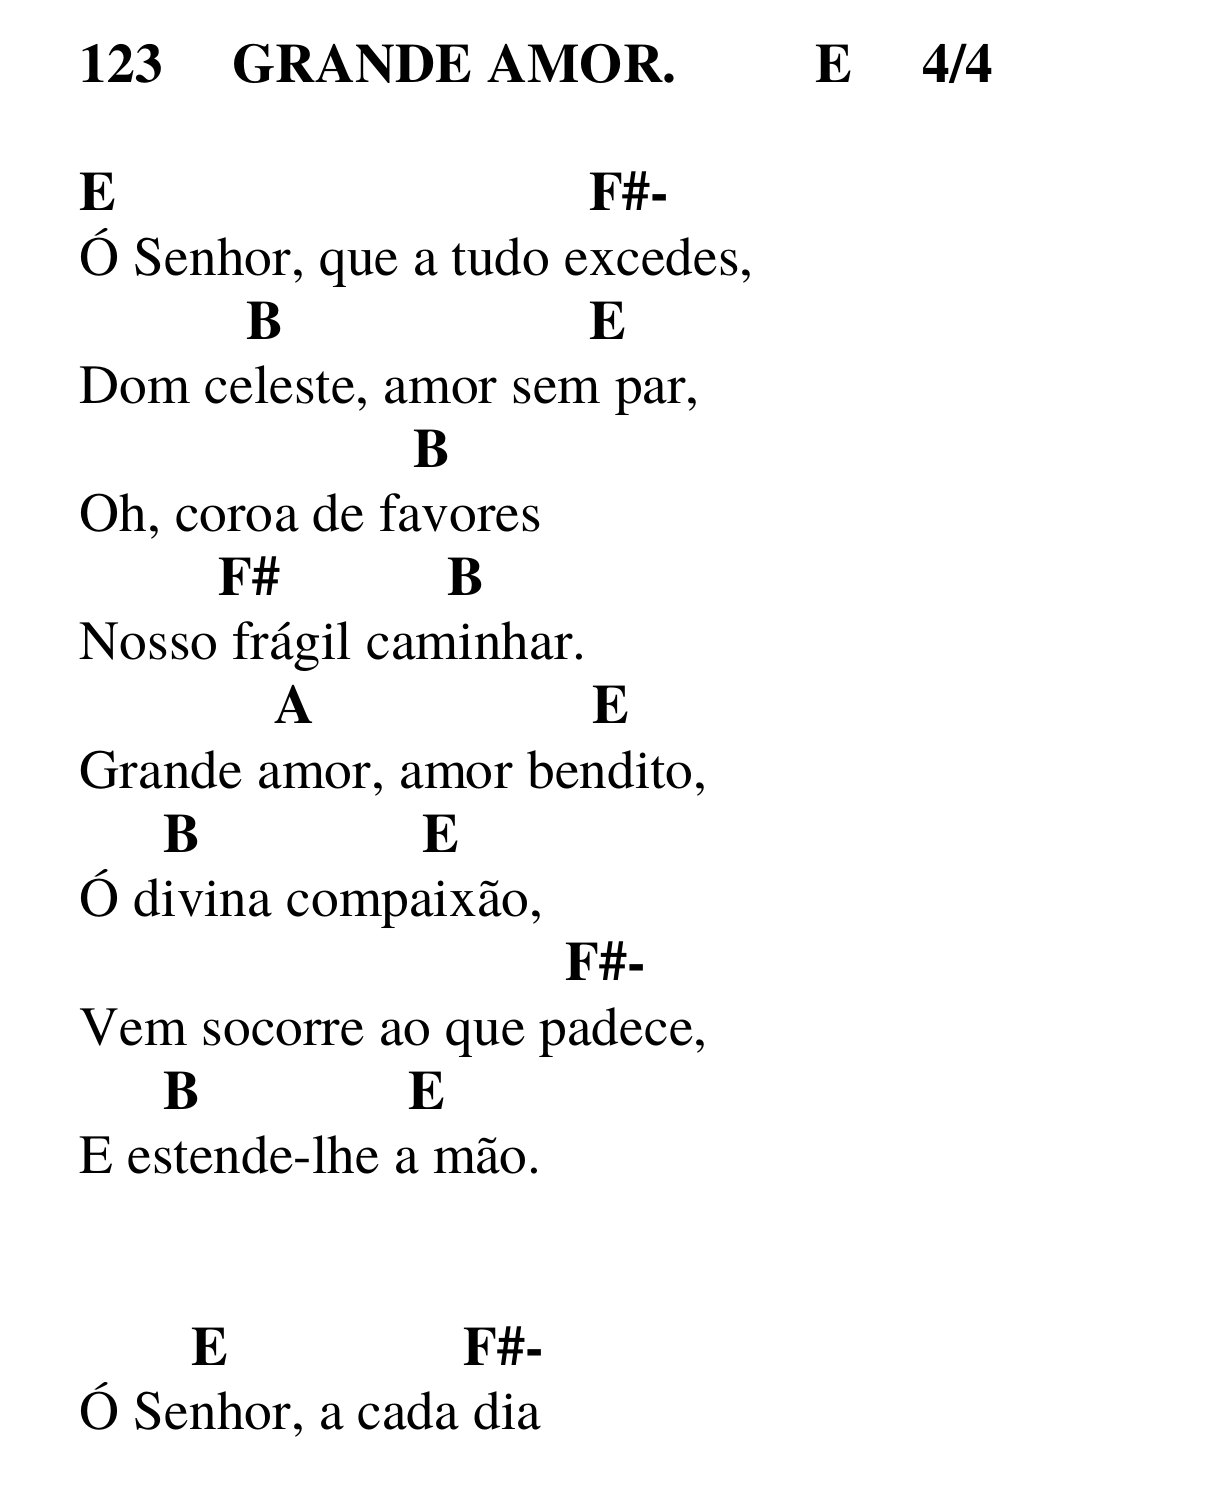 123 GRANDE AMOR. E 4/4
E F#-
Ó Senhor, que a tudo excedes,
B E
Dom celeste, amor sem par,
B
Oh, coroa de favores
F# B
Nosso frágil caminhar.
A E
Grande amor, amor bendito,
B E
Ó divina compaixão,
F#-
Vem socorre ao que padece,
B E
E estende-lhe a mão.
E F#-
Ó Senhor, a cada dia